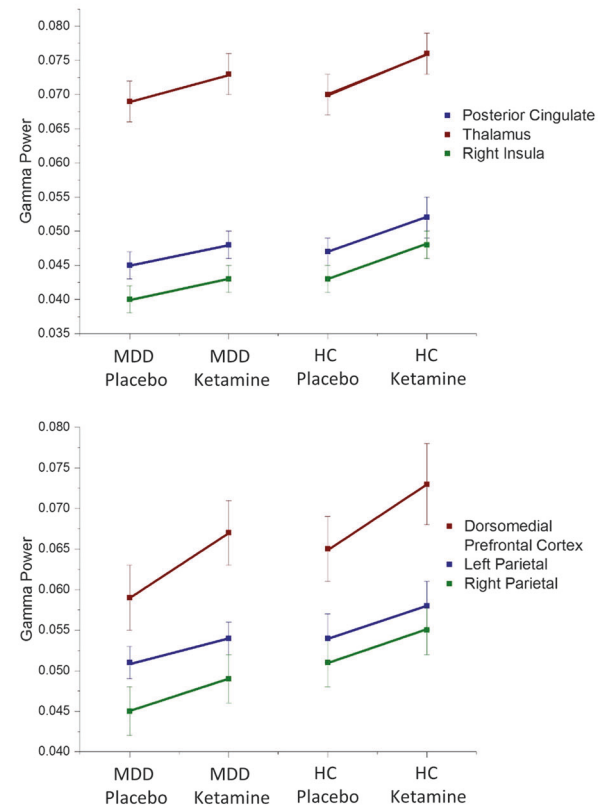 0.080
0.075
0.070
0.065
0.060
0.055
0.050
0.045
0.040
0.035
Gamma Power
Posterior Cingulate
Thalamus
Right Insula
MDD MDD HC HC
Placebo Ketamine Placebo Ketamine
0.080
0.075
0.070
0.065
0.060
0.055
0.050
0.045
0.040
Gamma Power
Dorsomedial
Prefrontal Cortex
Left Parietal
Right Parietal
MDD MDD HC HC
Placebo Ketamine Placebo Ketamine